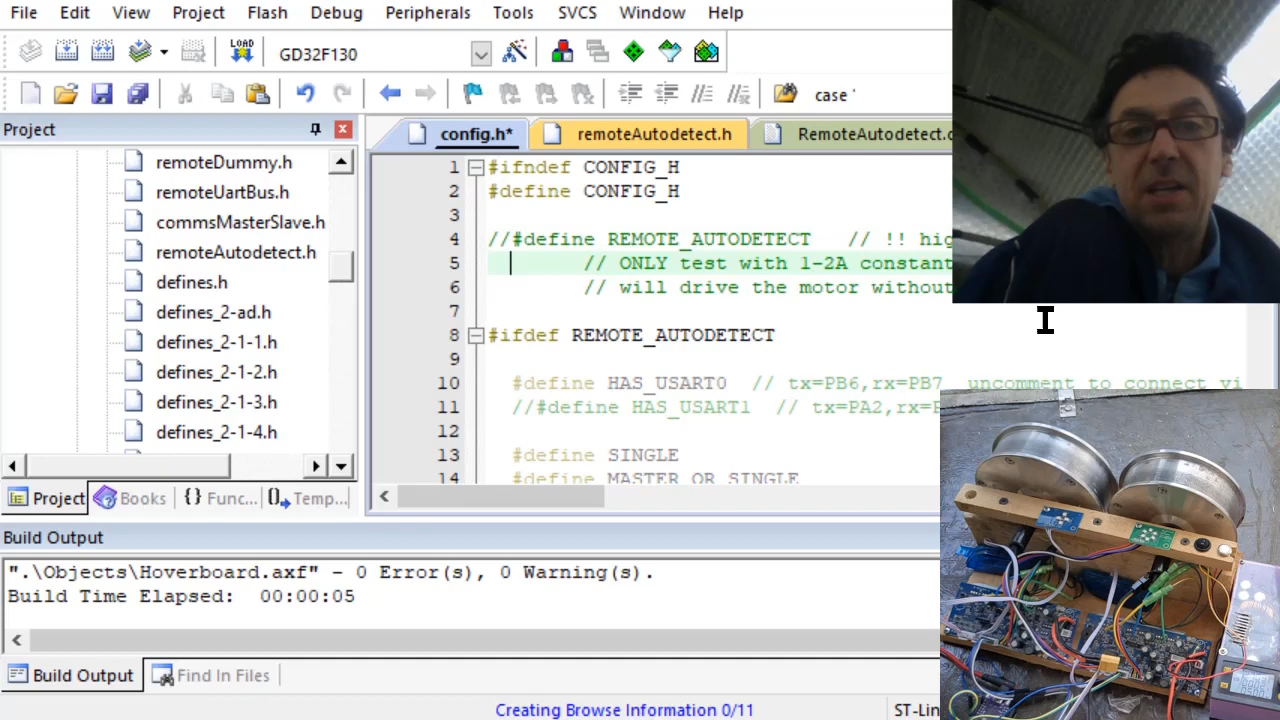 File Edit View Project Flash Debug Peripherals Tools SVCS Window Help
LOAD GD32F130
case '
Project
config.h* remoteAutodetect.h RemoteAutodetect.c
remoteDummy.h
remoteUartBus.h
commsMasterSlave.h
remoteAutodetect.h
defines.h
defines_2-ad.h
defines_2-1-1.h
defines_2-1-2.h
defines_2-1-3.h
defines_2-1-4.h
1 #ifndef CONFIG_H
2 #define CONFIG_H
3
4 //#define REMOTE_AUTODETECT // !! hig
5 // ONLY test with 1-2A constant
6 // will drive the motor without
7
8 #ifdef REMOTE_AUTODETECT
9
10 #define HAS_USART0 // tx=PB6,rx=PB7 uncomment to connect vi
11 //#define HAS_USART1 // tx=PA2,rx=
12
13 #define SINGLE
14 #define MASTER_OR_SINGLE
Project Books {} Func... Temp...
Build Output
".\Objects\Hoverboard.axf" - 0 Error(s), 0 Warning(s).
Build Time Elapsed: 00:00:05
Build Output Find In Files
Creating Browse Information 0/11 ST-Lin